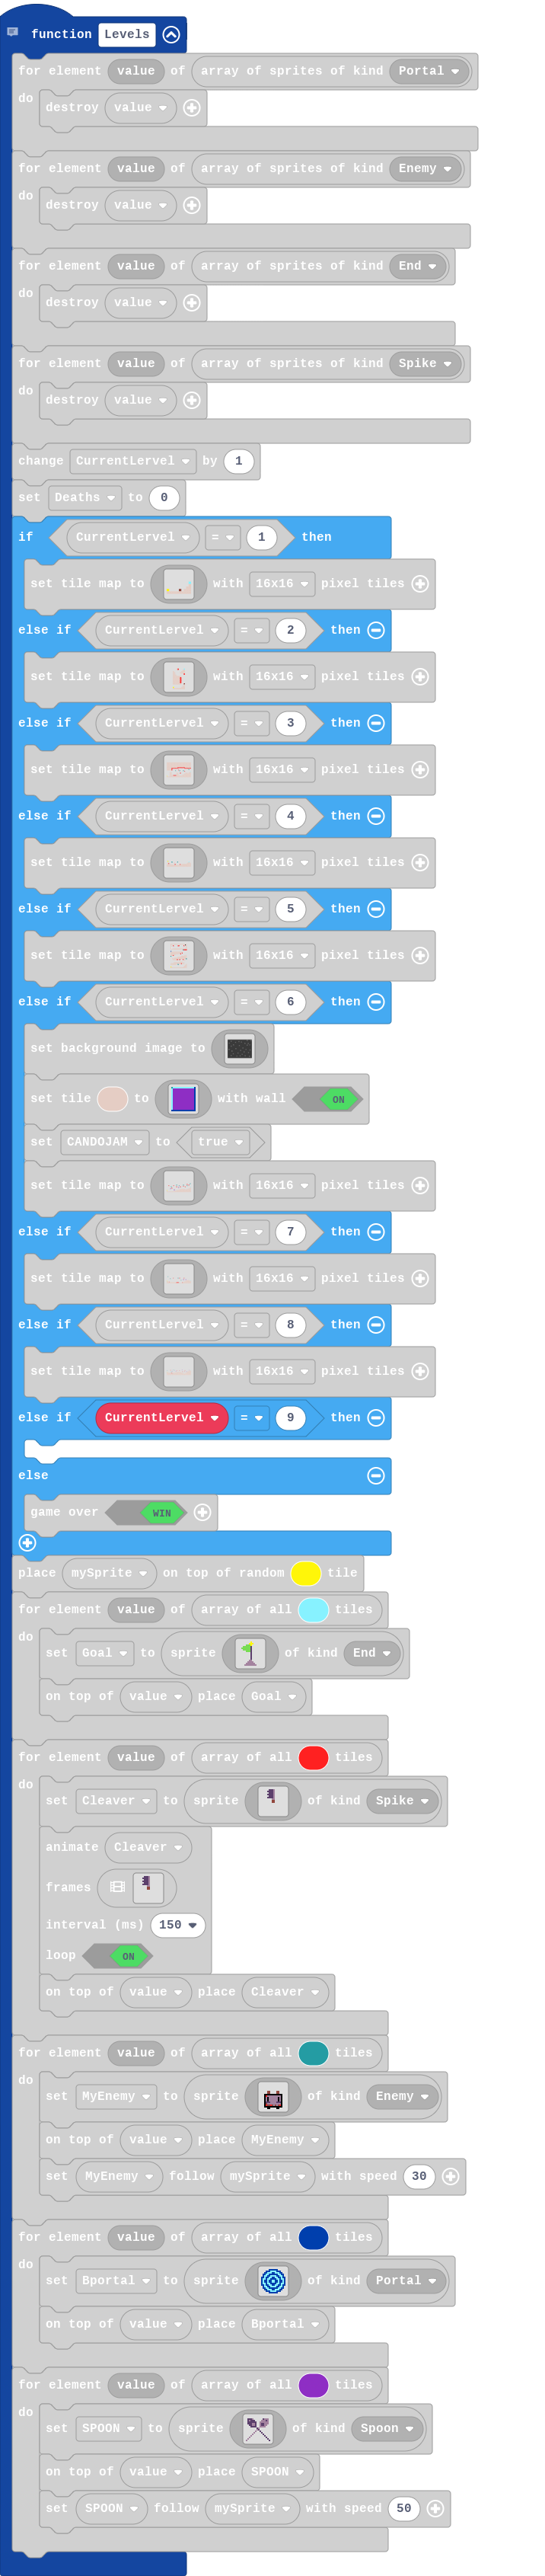 function Levels
for element value of array of sprites of kind Portal
do destroy value
for element value of array of sprites of kind Enemy
do destroy value
for element value of array of sprites of kind End
do destroy value
for element value of array of sprites of kind Spike
do destroy value
change CurrentLervel by 1
set Deaths to 0
if CurrentLervel = 1 then
set tile map to with 16x16 pixel tiles
else if CurrentLervel = 2 then
set tile map to with 16x16 pixel tiles
else if CurrentLervel = 3 then
set tile map to with 16x16 pixel tiles
else if CurrentLervel = 4 then
set tile map to with 16x16 pixel tiles
else if CurrentLervel = 5 then
set tile map to with 16x16 pixel tiles
else if CurrentLervel = 6 then
set background image to
set tile to with wall ON
set CANDOJAM to true
set tile map to with 16x16 pixel tiles
else if CurrentLervel = 7 then
set tile map to with 16x16 pixel tiles
else if CurrentLervel = 8 then
set tile map to with 16x16 pixel tiles
else if CurrentLervel = 9 then
else
game over WIN
place mySprite on top of random tile
for element value of array of all tiles
do
set Goal to sprite of kind End
on top of value place Goal
for element value of array of all tiles
do
set Cleaver to sprite of kind Spike
animate Cleaver
frames
interval (ms) 150
loop ON
on top of value place Cleaver
for element value of array of all tiles
do
set MyEnemy to sprite of kind Enemy
on top of value place MyEnemy
set MyEnemy follow mySprite with speed 30
for element value of array of all tiles
do
set Bportal to sprite of kind Portal
on top of value place Bportal
for element value of array of all tiles
do
set SPOON to sprite of kind Spoon
on top of value place SPOON
set SPOON follow mySprite with speed 50